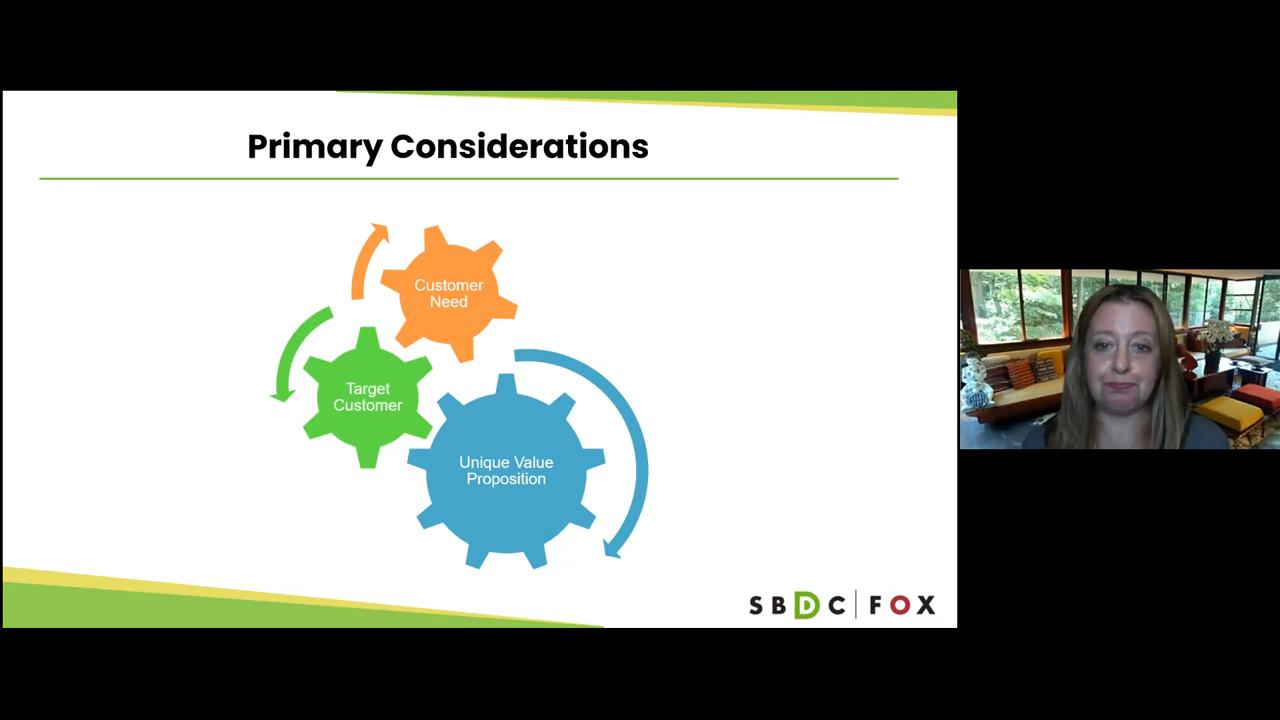 Primary Considerations
Customer
Need
Target
Customer
Unique Value
Proposition
SBDC | FOX